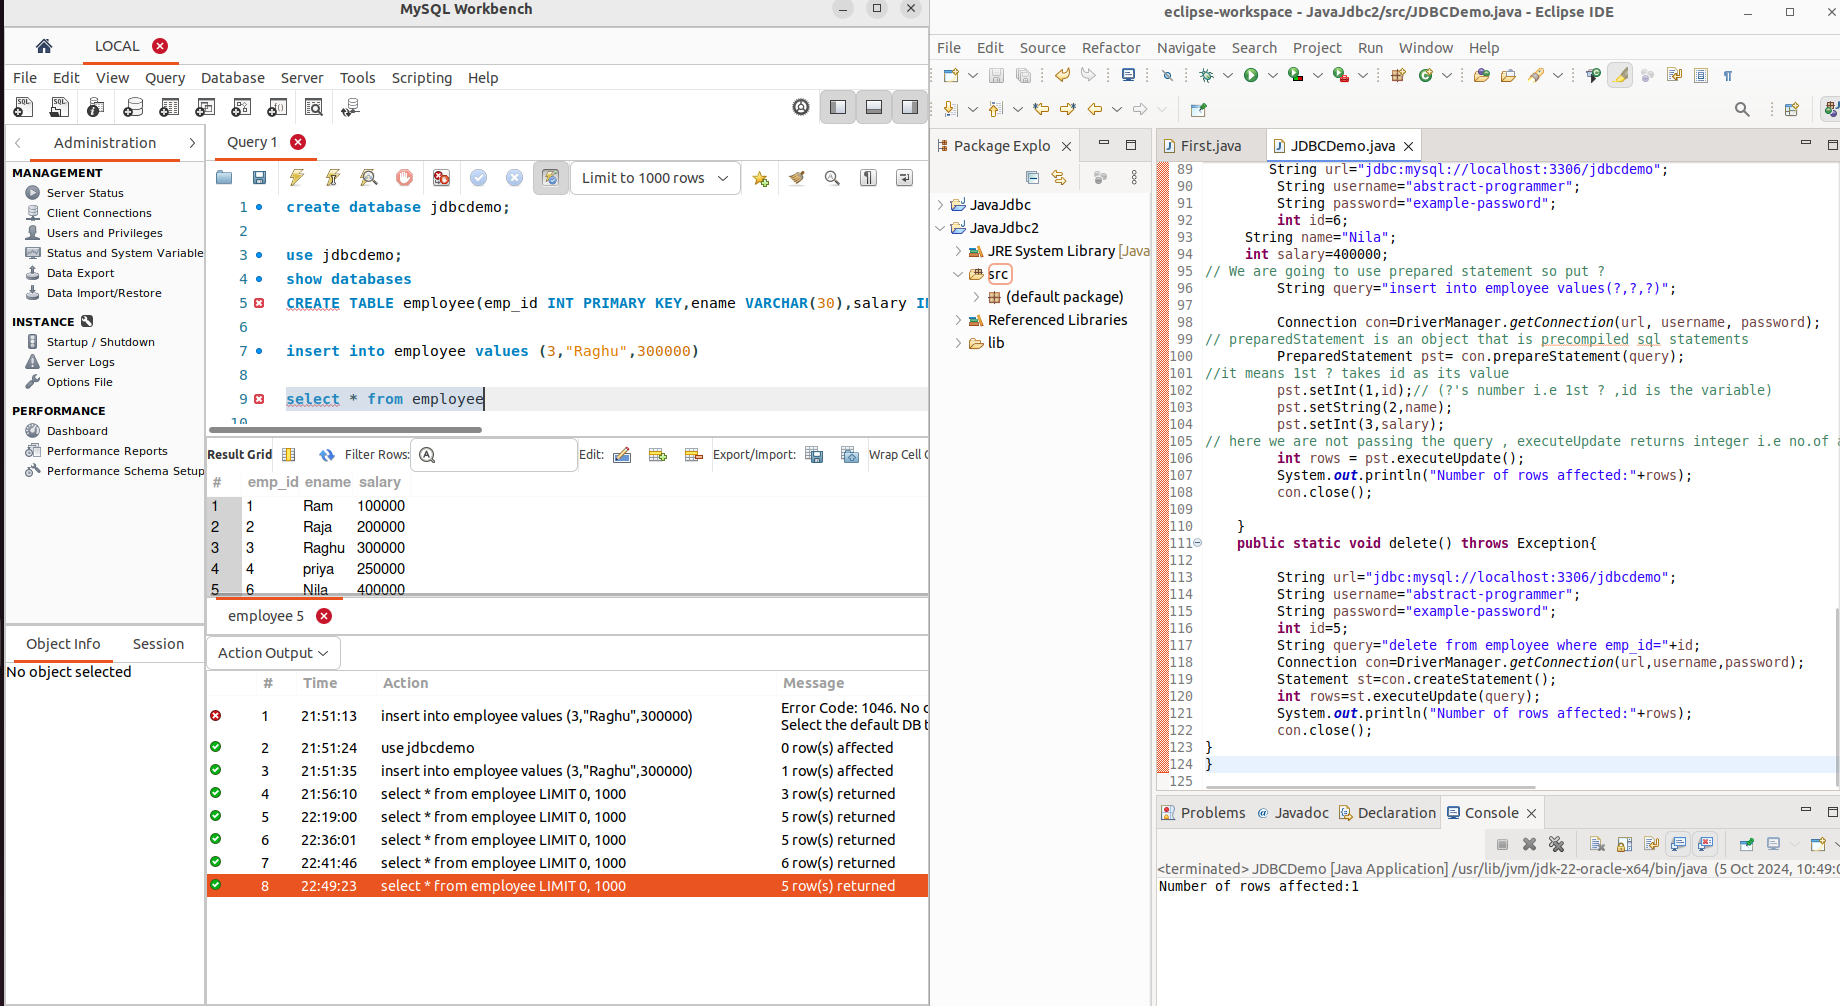 MySQL Workbench
LOCAL
File Edit View Query Database Server Tools Scripting Help
Administration
MANAGEMENT
Server Status
Client Connections
Users and Privileges
Status and System Variable
Data Export
Data Import/Restore
INSTANCE
Startup / Shutdown
Server Logs
Options File
PERFORMANCE
Dashboard
Performance Reports
Performance Schema Setup
Object Info Session
No object selected
Query 1
Limit to 1000 rows
1 create database jdbcdemo;
2
3 use jdbcdemo;
4 show databases
5 CREATE TABLE employee(emp_id INT PRIMARY KEY,ename VARCHAR(30),salary IN
6
7 insert into employee values (3,"Raghu",300000)
8
9 select * from employee
10
Result Grid Filter Rows: Edit: Export/Import: Wrap Cell C
# emp_id ename salary
1 1 Ram 100000
2 2 Raja 200000
3 3 Raghu 300000
4 4 priya 250000
5 6 Nila 400000
employee 5
Action Output
# Time Action Message
1 21:51:13 insert into employee values (3,"Raghu",300000) Error Code: 1046. No d
Select the default DB t
2 21:51:24 use jdbcdemo 0 row(s) affected
3 21:51:35 insert into employee values (3,"Raghu",300000) 1 row(s) affected
4 21:56:10 select * from employee LIMIT 0, 1000 3 row(s) returned
5 22:19:00 select * from employee LIMIT 0, 1000 5 row(s) returned
6 22:36:01 select * from employee LIMIT 0, 1000 5 row(s) returned
7 22:41:46 select * from employee LIMIT 0, 1000 6 row(s) returned
8 22:49:23 select * from employee LIMIT 0, 1000 5 row(s) returned
eclipse-workspace - JavaJdbc2/src/JDBCDemo.java - Eclipse IDE
File Edit Source Refactor Navigate Search Project Run Window Help
Package Explo
JavaJdbc
JavaJdbc2
JRE System Library [Java
src
(default package)
Referenced Libraries
lib
First.java JDBCDemo.java
89 String url="jdbc:mysql://localhost:3306/jdbcdemo";
90 String username="abstract-programmer";
91 String password="example-password";
92 int id=6;
93 String name="Nila";
94 int salary=400000;
95 // We are going to use prepared statement so put ?
96 String query="insert into employee values(?,?,?)";
97
98 Connection con=DriverManager.getConnection(url, username, password);
99 // preparedStatement is an object that is precompiled sql statements
100 PreparedStatement pst= con.prepareStatement(query);
101 //it means 1st ? takes id as its value
102 pst.setInt(1,id);// (?'s number i.e 1st ? ,id is the variable)
103 pst.setString(2,name);
104 pst.setInt(3,salary);
105 // here we are not passing the query , executeUpdate returns integer i.e no.of a
106 int rows = pst.executeUpdate();
107 System.out.println("Number of rows affected:"+rows);
108 con.close();
109
110 }
111 public static void delete() throws Exception{
112
113 String url="jdbc:mysql://localhost:3306/jdbcdemo";
114 String username="abstract-programmer";
115 String password="example-password";
116 int id=5;
117 String query="delete from employee where emp_id="+id;
118 Connection con=DriverManager.getConnection(url,username,password);
119 Statement st=con.createStatement();
120 int rows=st.executeUpdate(query);
121 System.out.println("Number of rows affected:"+rows);
122 con.close();
123 }
124 }
125
Problems @ Javadoc Declaration Console
<terminated> JDBCDemo [Java Application] /usr/lib/jvm/jdk-22-oracle-x64/bin/java (5 Oct 2024, 10:49:0
Number of rows affected:1